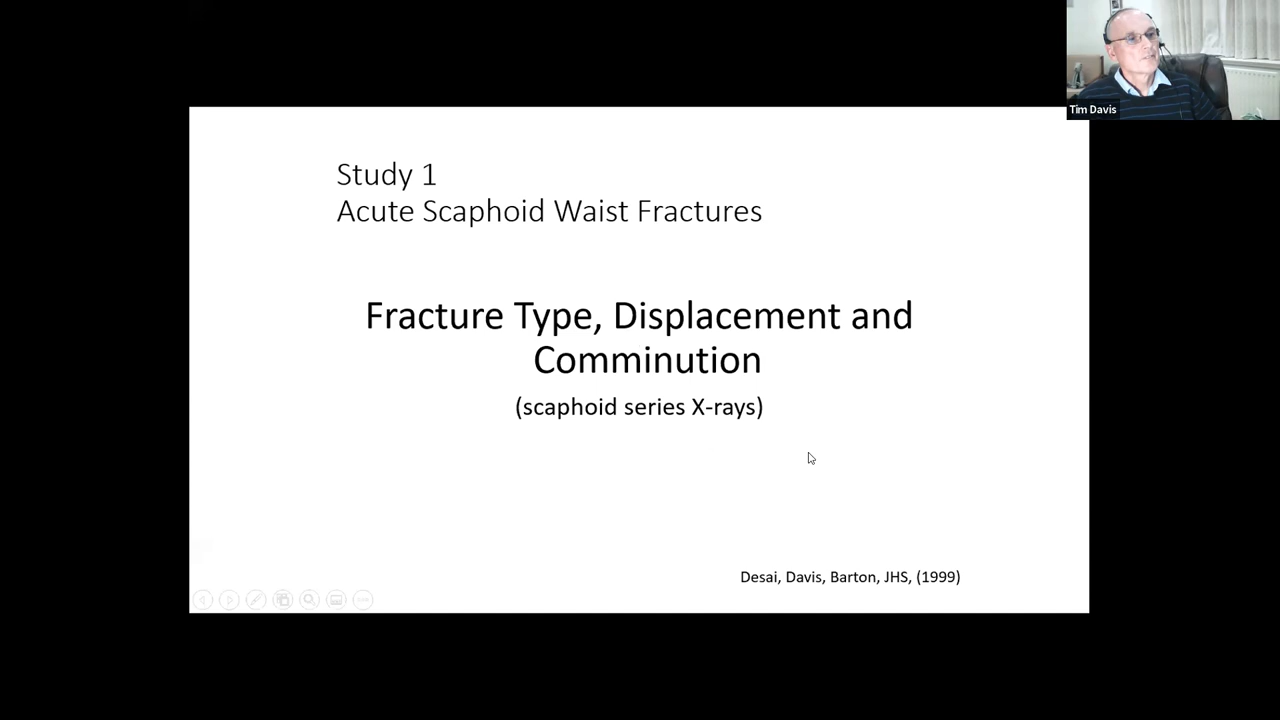 Tim Davis
Study 1
Acute Scaphoid Waist Fractures
Fracture Type, Displacement and
Comminution
(scaphoid series X-rays)
Desai, Davis, Barton, JHS, (1999)